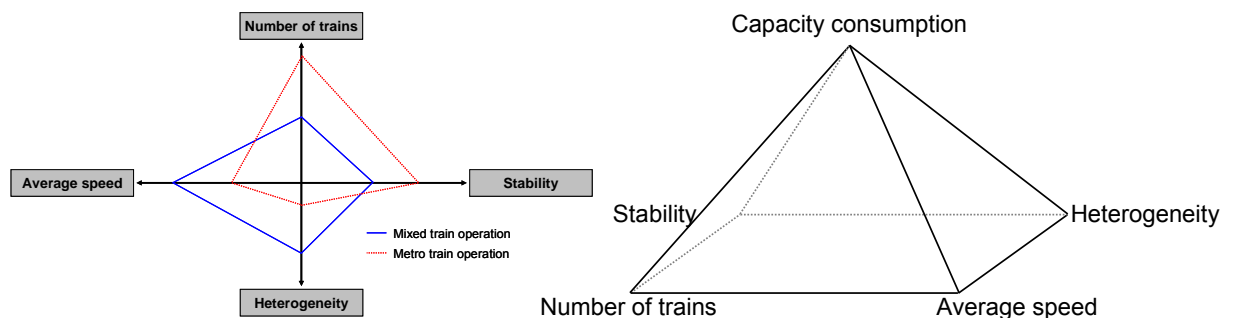 Number of trains
Average speed
Stability
Mixed train operation
Metro train operation
Heterogeneity
Capacity consumption
Stability
Heterogeneity
Number of trains
Average speed